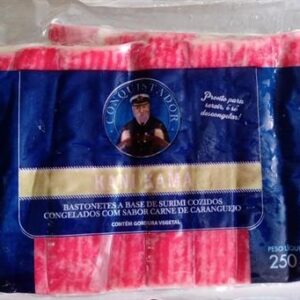 CONQUISTADOR
Pronto para
servir, é só
descongelar!
KANI KAMA
BASTONETES A BASE DE SURIMI COZIDOS
CONGELADOS COM SABOR CARNE DE CARANGUEJO
CONTÉM GORDURA VEGETAL
PESO LÍQUI
250